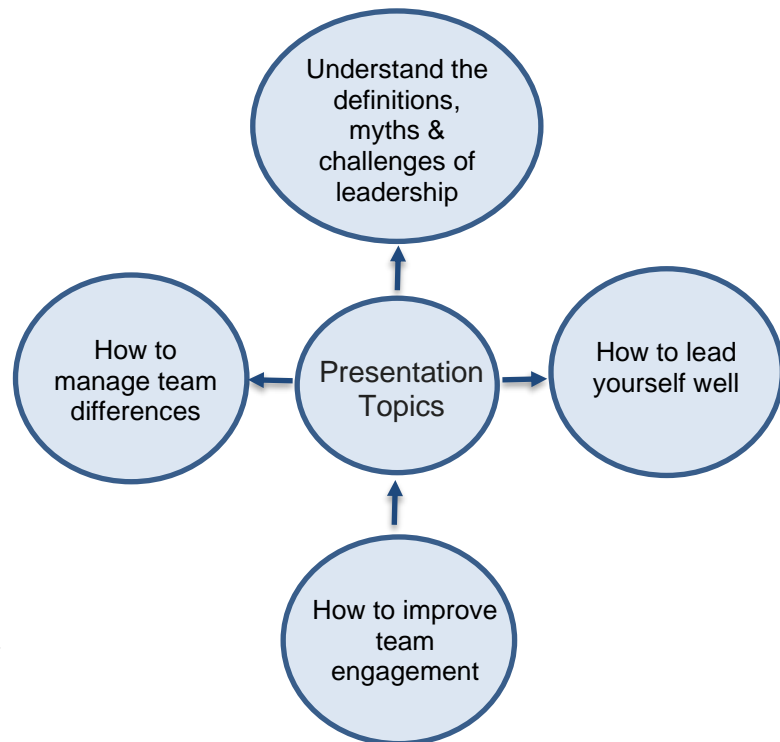 Understand the
definitions,
myths &
challenges of
leadership
How to
manage team
differences
Presentation
Topics
How to lead
yourself well
How to improve
team
engagement